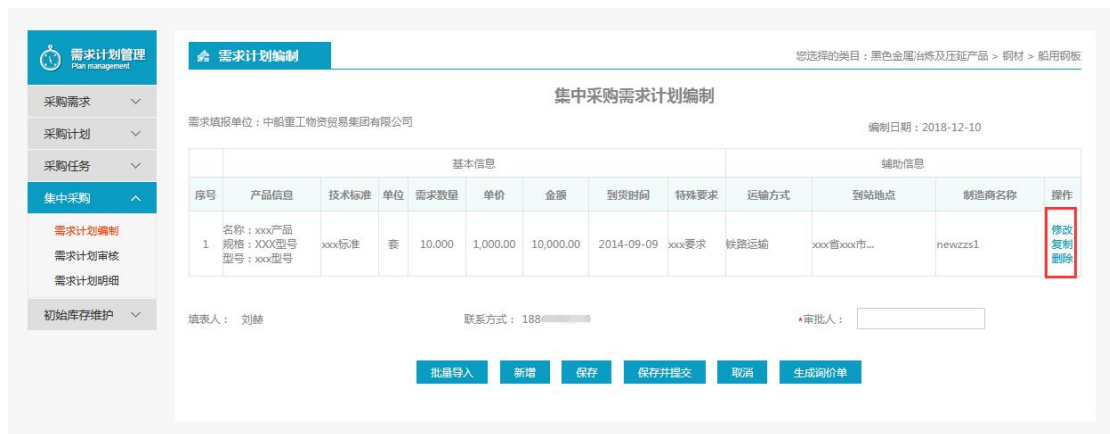 需求计划管理
Plan management
采购需求
采购计划
采购任务
集中采购
需求计划编制
需求计划审核
需求计划明细
初始库存维护
需求计划编制
您选择的类目：黑色金属冶炼及压延产品 > 钢材 > 船用钢板
集中采购需求计划编制
需求填报单位：中船重工物资贸易集团有限公司
编制日期：2018-12-10
基本信息 辅助信息
序号 产品信息 技术标准 单位 需求数量 单价 金额 到货时间 特殊要求 运输方式 到站地点 制造商名称 操作
名称：xxx产品
规格：XXX型号
型号：xxx型号
1 xxx标准 套 10.000 1,000.00 10,000.00 2014-09-09 xxx要求 铁路运输 xxx省xxx市... newzzs1
修改
复制
删除
填表人： 刘赫 联系方式：188 *审批人：
批量导入 新增 保存 保存并提交 取消 生成询价单